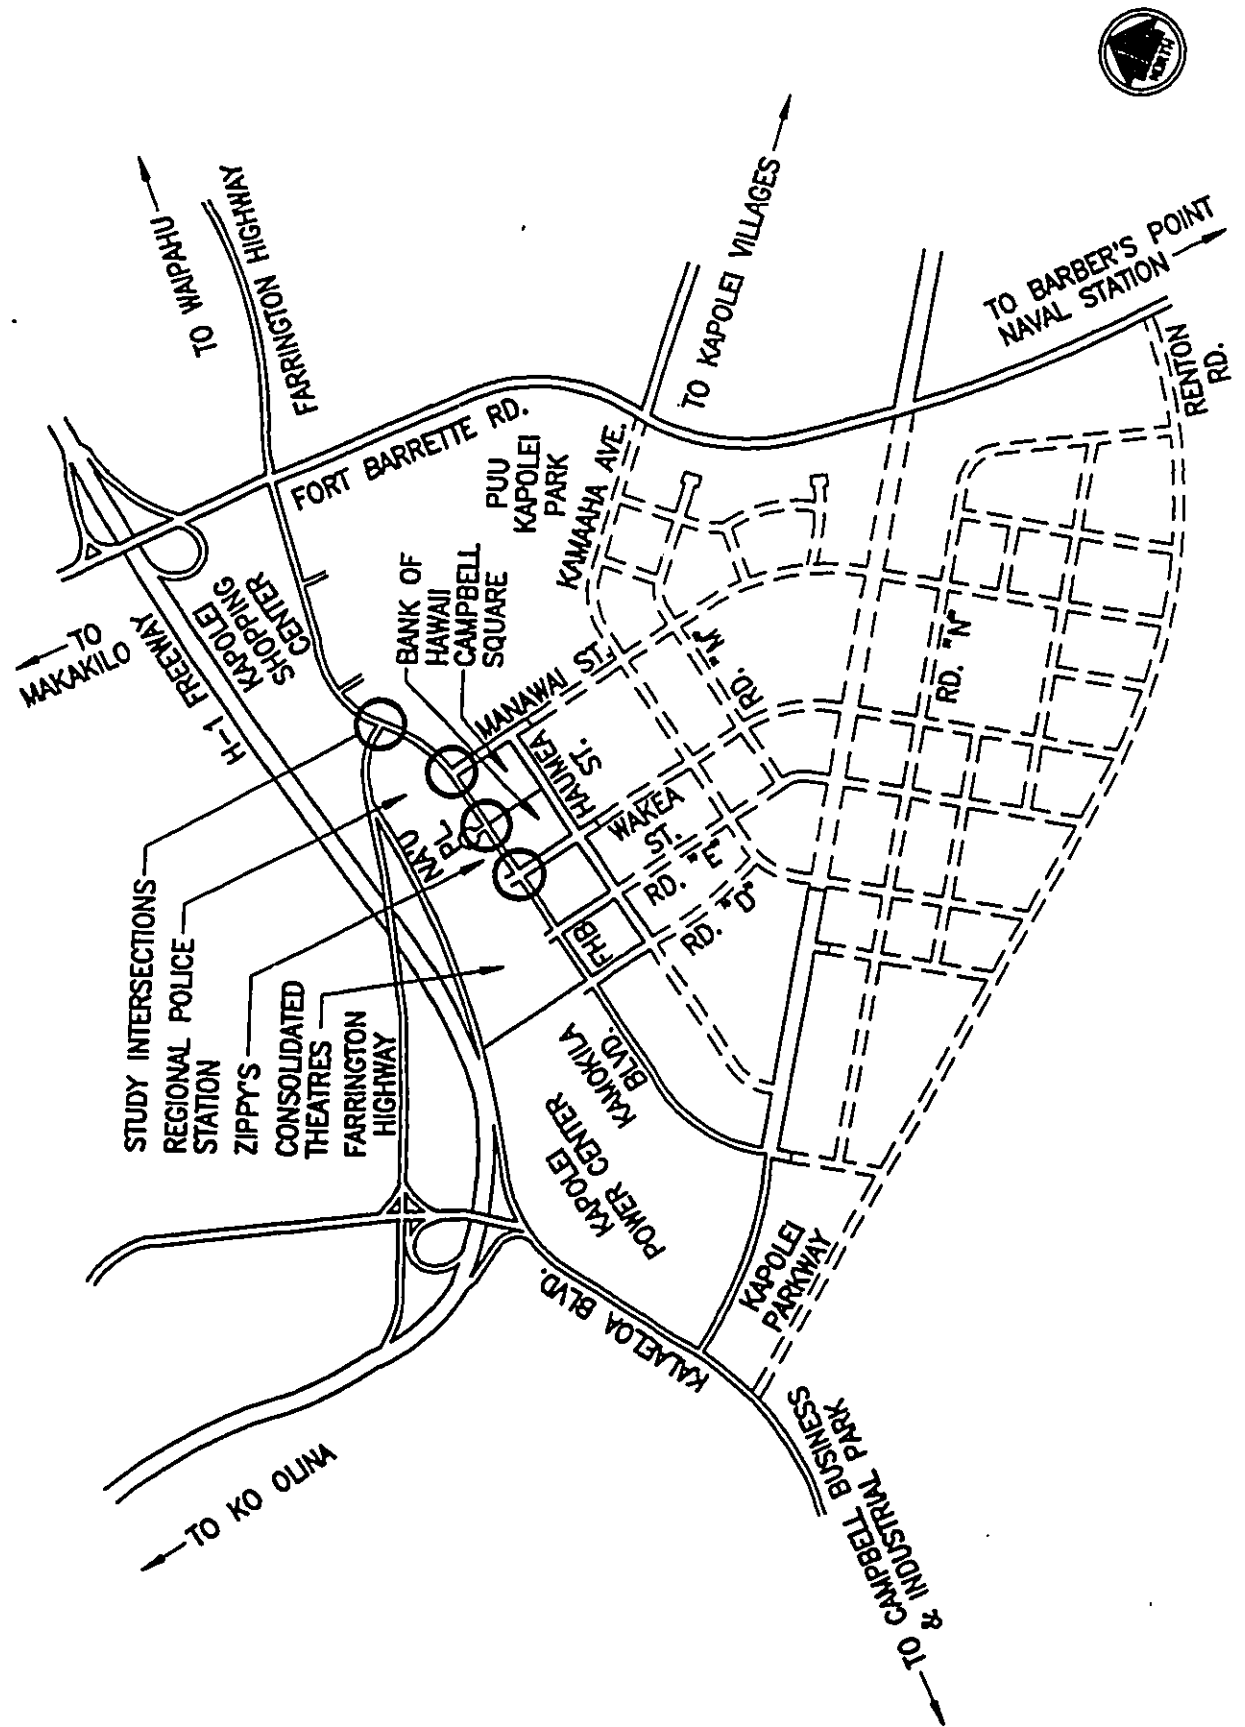 NORTH
TO WAIPAHU
FARRINGTON HIGHWAY
TO KAPOLEI VILLAGES
TO BARBER'S POINT
NAVAL STATION
RENTON
RD.
FORT BARRETTE RD.
PUU
KAPOLEI
PARK
KAMAAHA AVE.
TO
MAKAKILO
H-1 FREEWAY
KAPOLEI
SHOPPING
CENTER
BANK OF
HAWAII
CAMPBELL
SQUARE
MANAWAI ST.
HAUMEA
ST.
WAKEA
ST.
RD. "M"
RD. "N"
RD. "F"
RD. "D"
NA'U
PL.
FHB
STUDY INTERSECTIONS
REGIONAL POLICE
STATION
ZIPPY'S
CONSOLIDATED
THEATRES
FARRINGTON
HIGHWAY
KAMOKILA
BLVD.
KAPOLEI
POWER CENTER
KALAELOA BLVD.
KAPOLEI
PARKWAY
TO KO OLINA
TO CAMPBELL BUSINESS
& INDUSTRIAL PARK